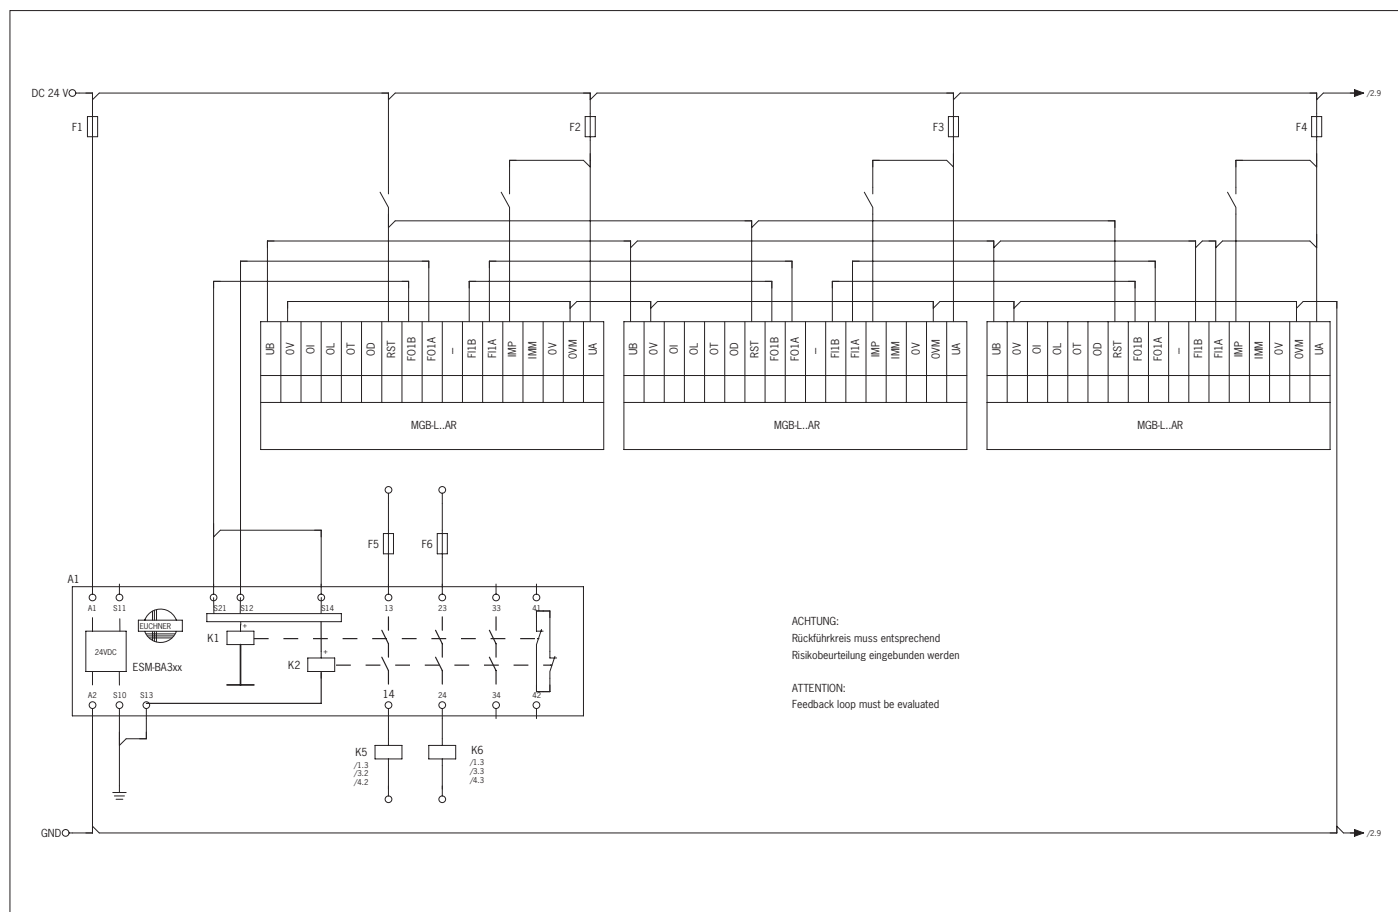 DC 24 V
/2.9
F1
F2
F3
F4
UB 0V OI OL OT OD RST FO1B FO1A – FI1B FI1A IMP IMM 0V 0VM UA
UB 0V OI OL OT OD RST FO1B FO1A – FI1B FI1A IMP IMM 0V 0VM UA
UB 0V OI OL OT OD RST FO1B FO1A – FI1B FI1A IMP IMM 0V 0VM UA
MGB-L..AR
MGB-L..AR
MGB-L..AR
F5
F6
A1
A1 S11 S21 S12 S14 13 23 33 41
EUCHNER
24VDC
ESM-BA3xx
K1
+
K2
+
A2 S10 S13 14 24 34 42
K5
/1.3
/3.2
/4.2
K6
/1.3
/3.3
/4.3
ACHTUNG:
Rückführkreis muss entsprechend
Risikobeurteilung eingebunden werden
ATTENTION:
Feedback loop must be evaluated
GND
/2.9